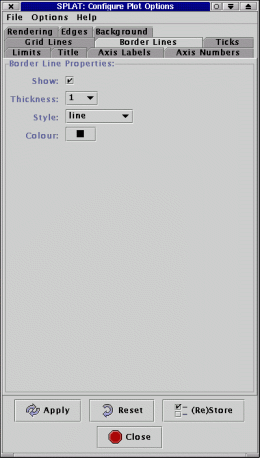 SPLAT: Configure Plot Options
File Options Help
Rendering Edges Background
Grid Lines Border Lines Ticks
Limits Title Axis Labels Axis Numbers
Border Line Properties:
Show:
Thickness: 1
Style: line
Colour:
Apply Reset (Re)Store
Close